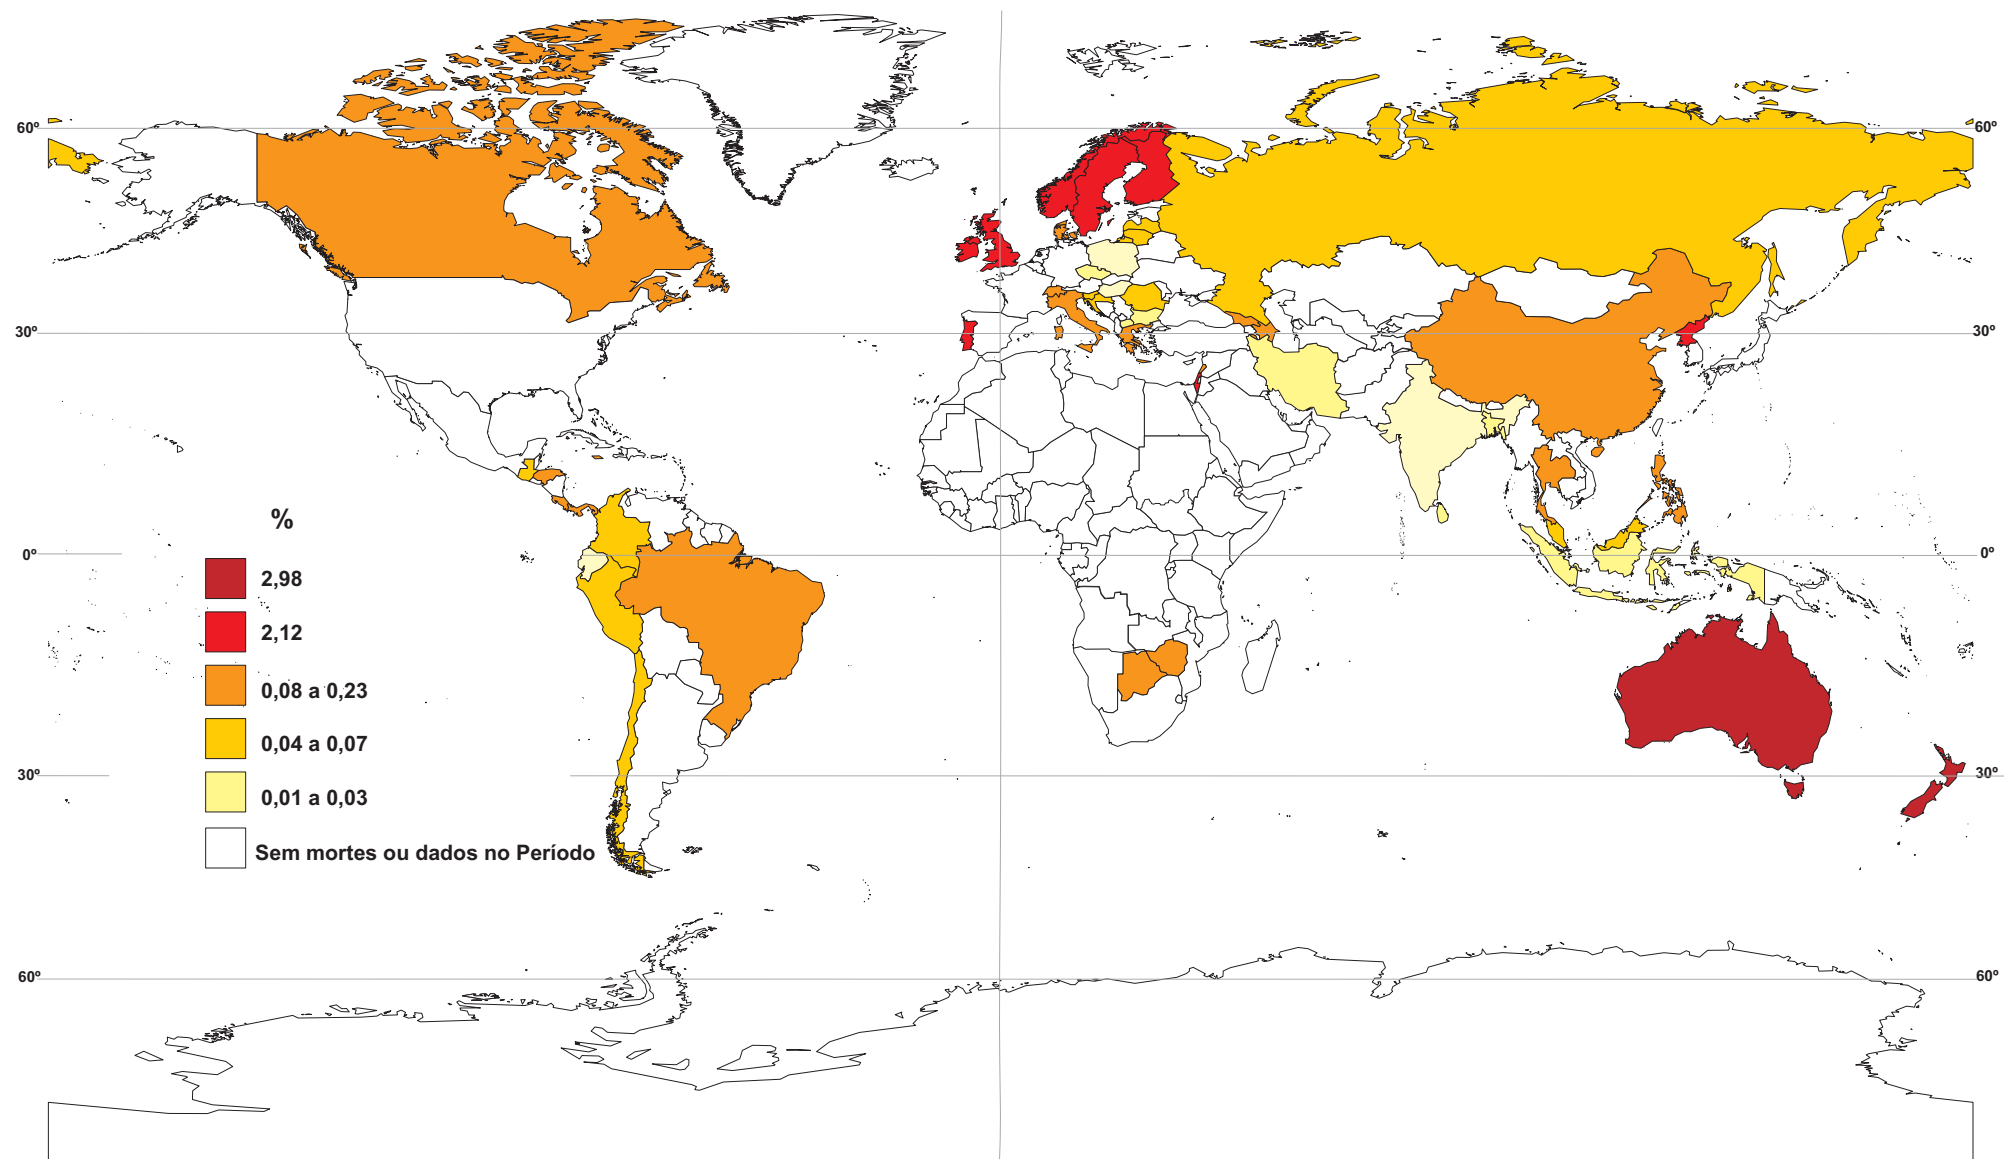 60º
60º
30º
30º
%
0º
0º
2,98
2,12
0,08 a 0,23
0,04 a 0,07
30º
30º
0,01 a 0,03
Sem mortes ou dados no Período
60º
60º